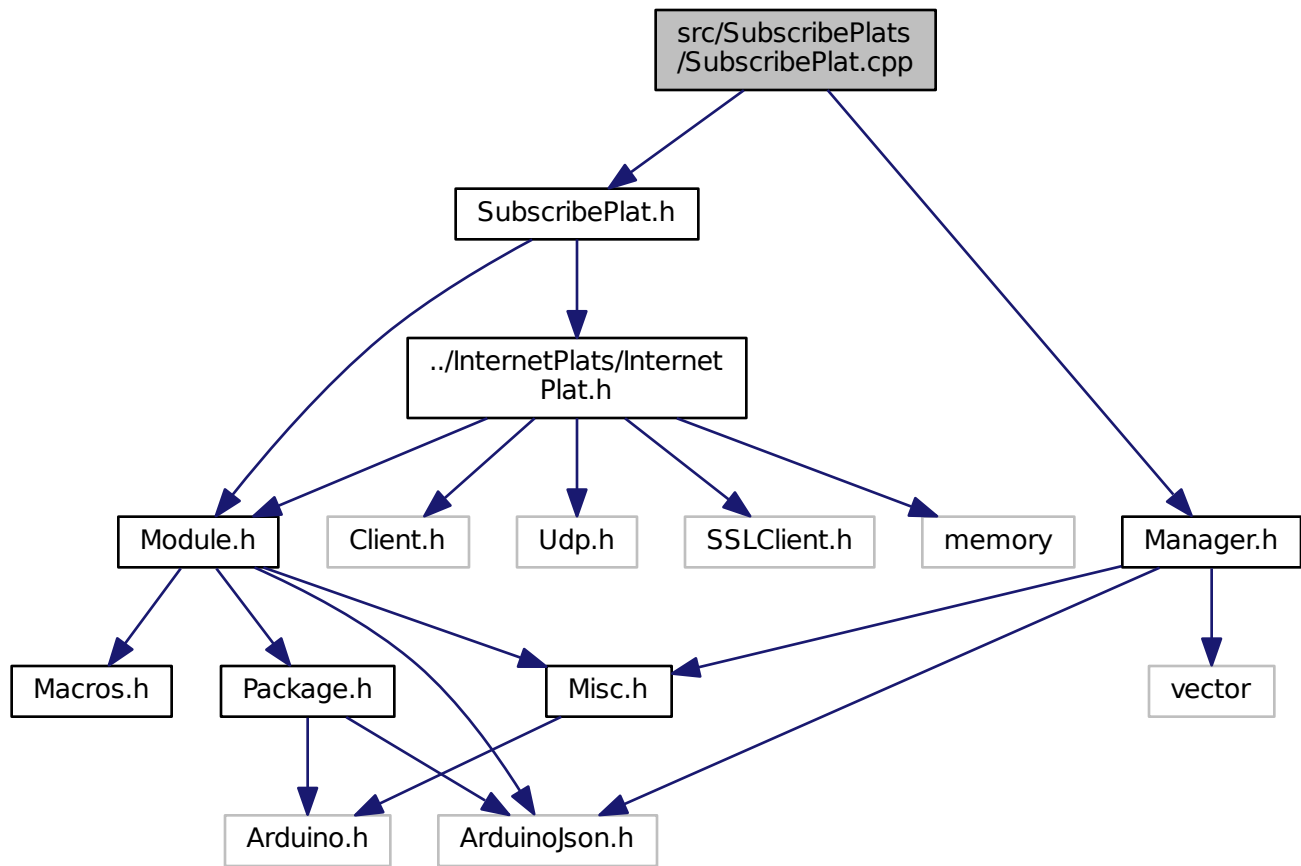 src/SubscribePlats
/SubscribePlat.cpp
SubscribePlat.h
../InternetPlats/Internet
Plat.h
Module.h
Client.h
Udp.h
SSLClient.h
memory
Manager.h
Macros.h
Package.h
Misc.h
vector
Arduino.h
ArduinoJson.h